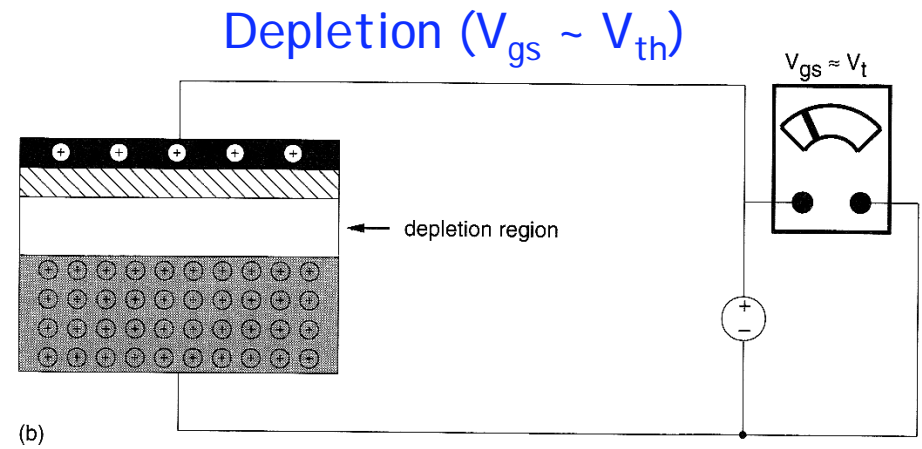 Depletion (Vgs ~ Vth)
Vgs ≈ Vt
depletion region
+
−
(b)